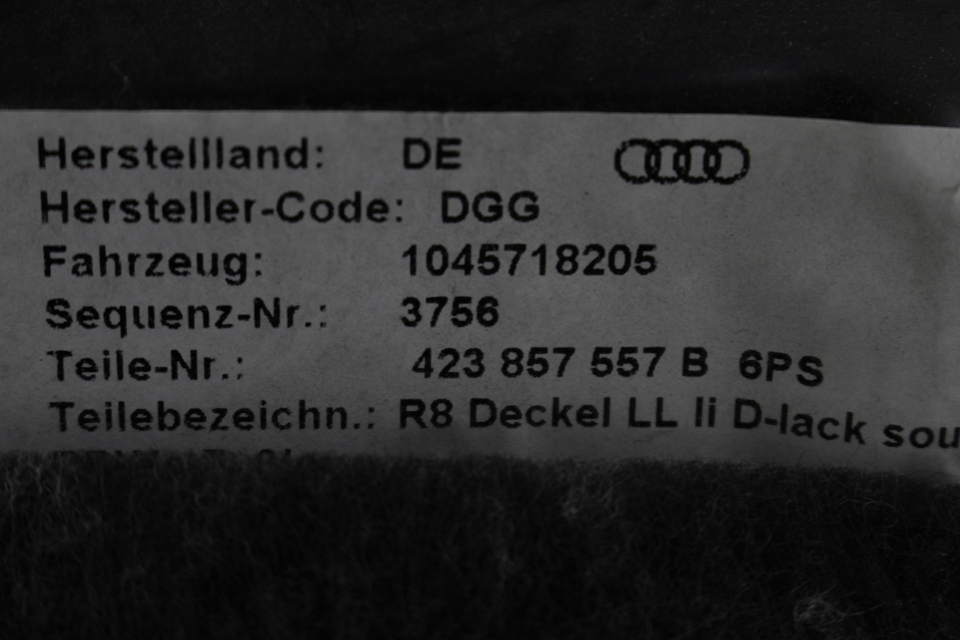 Herstellland: DE
Hersteller-Code: DGG
Fahrzeug: 1045718205
Sequenz-Nr.: 3756
Teile-Nr.: 423 857 557 B 6PS
Teilebezeichn.: R8 Deckel LL li D-lack sou